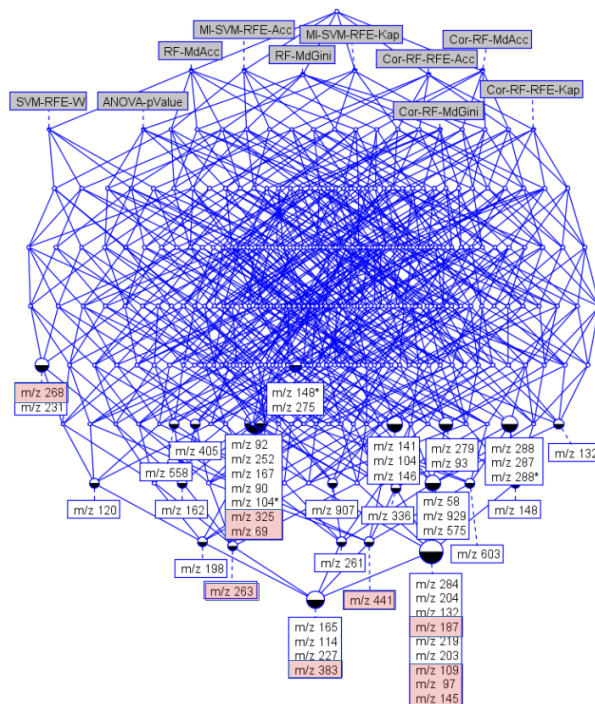 MI-SVM-RFE-Acc
MI-SVM-RFE-Kap
Cor-RF-MdAcc
RF-MdAcc
RF-MdGini
Cor-RF-RFE-Acc
Cor-RF-RFE-Kap
SVM-RFE-W
ANOVA-pValue
Cor-RF-MdGini
m/z 268
m/z 231
m/z 148*
m/z 275
m/z 405
m/z 558
m/z 92
m/z 252
m/z 167
m/z 90
m/z 104*
m/z 325
m/z 69
m/z 141
m/z 104
m/z 146
m/z 279
m/z 93
m/z 288
m/z 287
m/z 288*
m/z 132
m/z 120
m/z 162
m/z 907
m/z 336
m/z 58
m/z 929
m/z 575
m/z 148
m/z 198
m/z 263
m/z 261
m/z 441
m/z 603
m/z 165
m/z 114
m/z 227
m/z 383
m/z 284
m/z 204
m/z 132
m/z 187
m/z 219
m/z 203
m/z 109
m/z 97
m/z 145